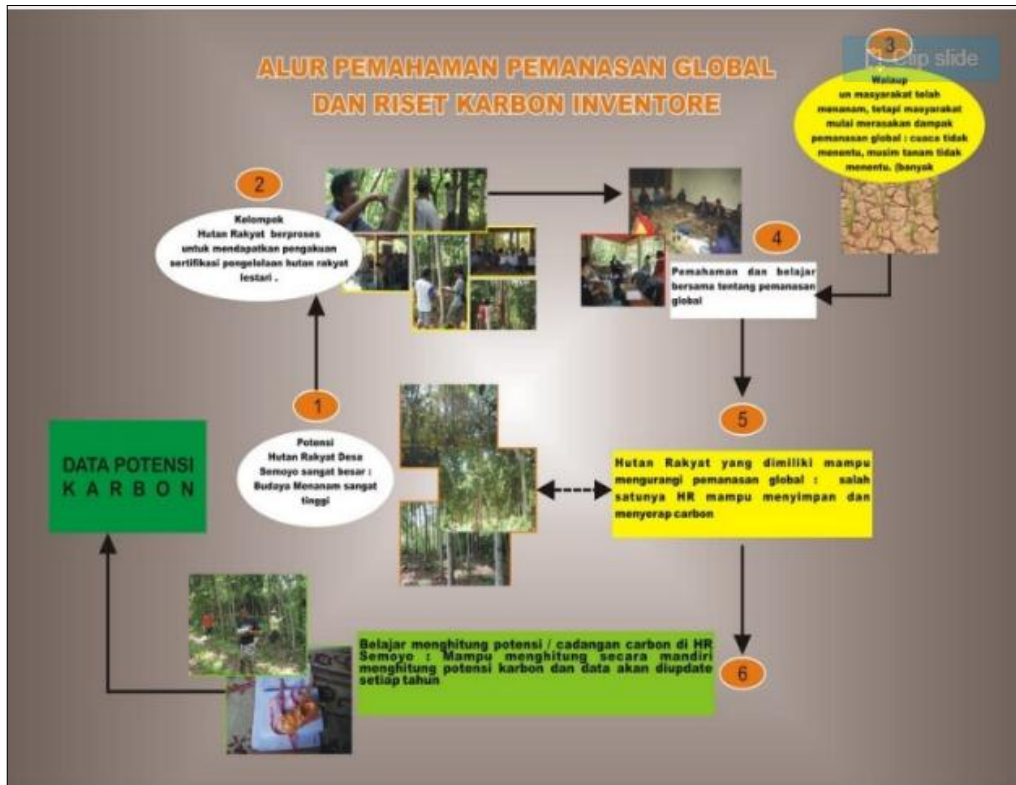 ALUR PEMAHAMAN PEMANASAN GLOBAL
DAN RISET KARBON INVENTORE
3
Clip slide
Walaup
un masyarakat telah
menanam, tetapi masyarakat
mulai merasakan dampak
pemanasan global : cuaca tidak
menentu, musim tanam tidak
menentu. (banyak
2
Kelompok
Hutan Rakyat berproses
untuk mendapatkan pengakuan
sertifikasi pengelolaan hutan rakyat
lestari .
4
Pemahaman dan belajar
bersama tentang pemanasan
global
1
Potensi
Hutan Rakyat Desa
Semoyo sangat besar :
Budaya Menanam sangat
tinggi
5
Hutan Rakyat yang dimiliki mampu
mengurangi pemanasan global : salah
satunya HR mampu menyimpan dan
menyerap carbon
DATA POTENSI
KARBON
Belajar menghitung potensi / cadangan carbon di HR
Semoyo : Mampu menghitung secara mandiri
menghitung potensi karbon dan data akan diupdate
setiap tahun
6